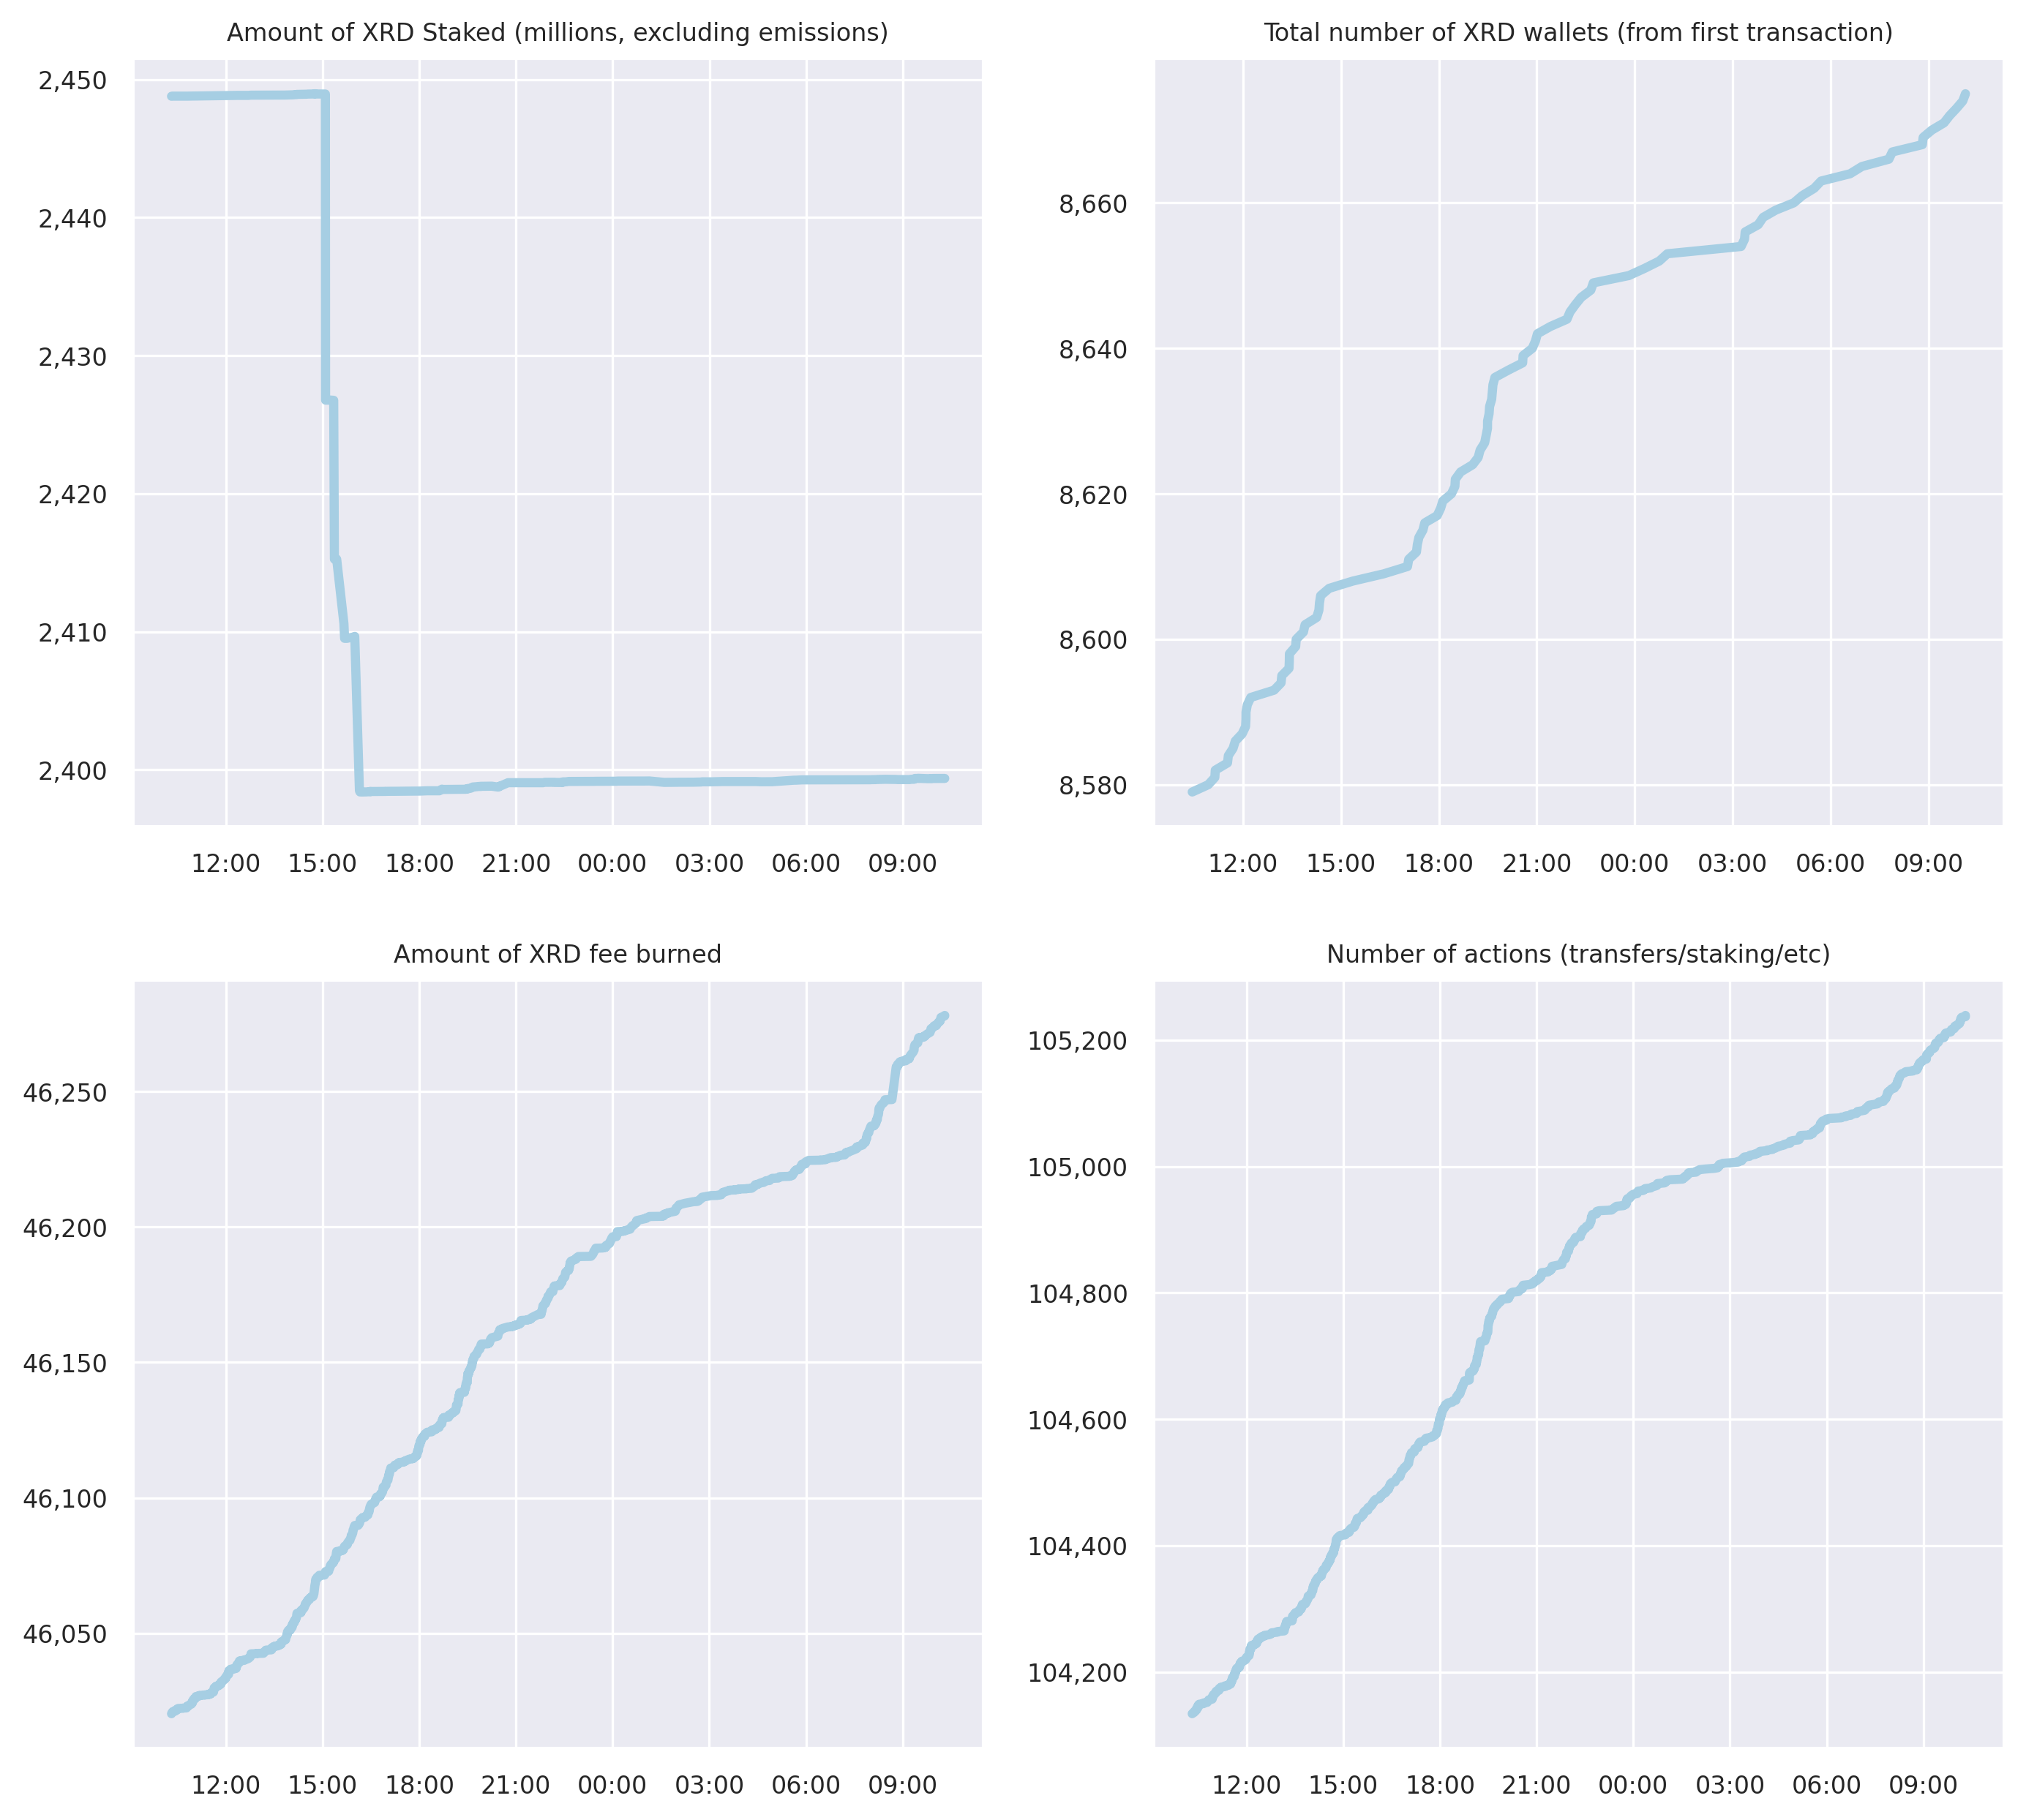 Amount of XRD Staked (millions, excluding emissions)
2,450
2,440
2,430
2,420
2,410
2,400
12:00 15:00 18:00 21:00 00:00 03:00 06:00 09:00
Total number of XRD wallets (from first transaction)
8,660
8,640
8,620
8,600
8,580
12:00 15:00 18:00 21:00 00:00 03:00 06:00 09:00
Amount of XRD fee burned
46,250
46,200
46,150
46,100
46,050
12:00 15:00 18:00 21:00 00:00 03:00 06:00 09:00
Number of actions (transfers/staking/etc)
105,200
105,000
104,800
104,600
104,400
104,200
12:00 15:00 18:00 21:00 00:00 03:00 06:00 09:00